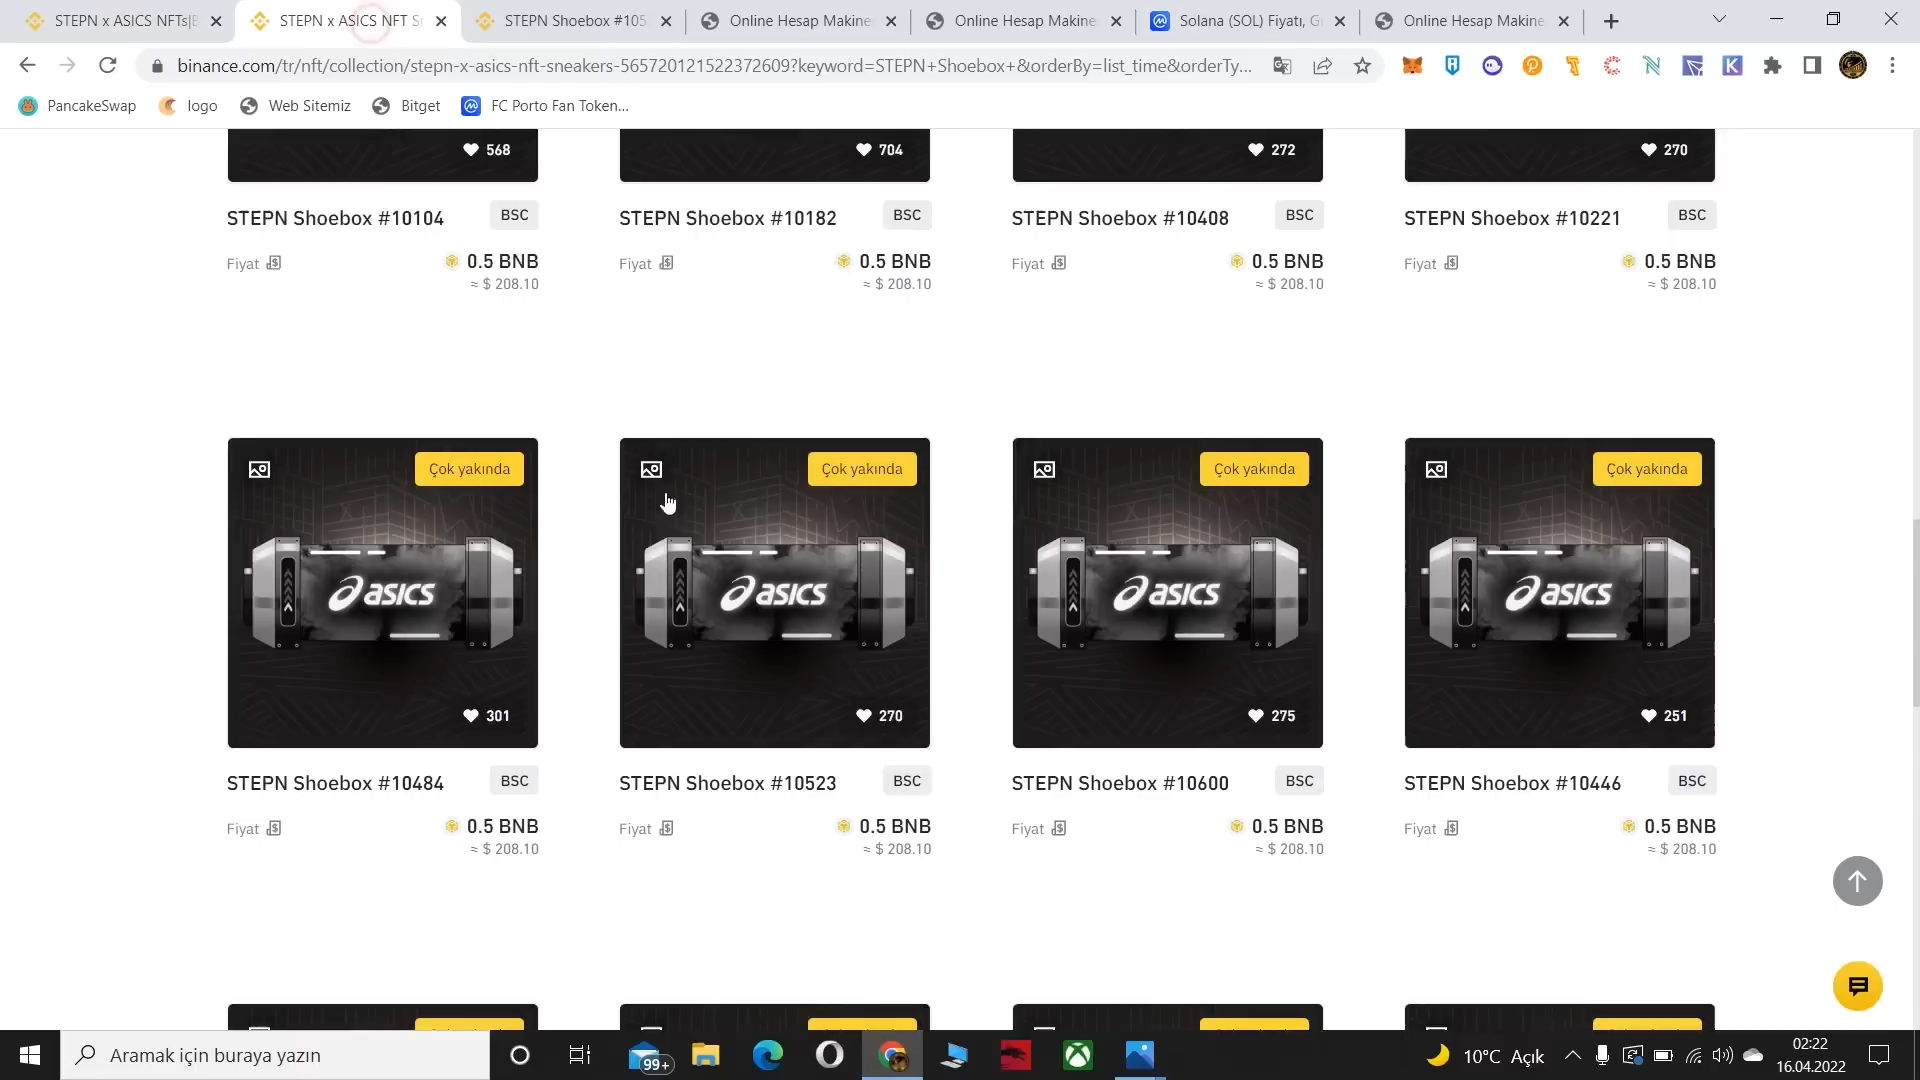 STEPN x ASICS NFTs|B
STEPN x ASICS NFT Sn
STEPN Shoebox #105
Online Hesap Makine
Online Hesap Makine
Solana (SOL) Fiyatı, G
Online Hesap Makine
binance.com/tr/nft/collection/stepn-x-asics-nft-sneakers-565720121522372609?keyword=STEPN+Shoebox+&orderBy=list_time&orderTy...
PancakeSwap
logo
Web Sitemiz
Bitget
FC Porto Fan Token...
568
704
272
270
STEPN Shoebox #10104 BSC
STEPN Shoebox #10182 BSC
STEPN Shoebox #10408 BSC
STEPN Shoebox #10221 BSC
Fiyat 0.5 BNB
≈ $ 208.10
Fiyat 0.5 BNB
≈ $ 208.10
Fiyat 0.5 BNB
≈ $ 208.10
Fiyat 0.5 BNB
≈ $ 208.10
Çok yakında
Çok yakında
Çok yakında
Çok yakında
asics
asics
asics
asics
301
270
275
251
STEPN Shoebox #10484 BSC
STEPN Shoebox #10523 BSC
STEPN Shoebox #10600 BSC
STEPN Shoebox #10446 BSC
Fiyat 0.5 BNB
≈ $ 208.10
Fiyat 0.5 BNB
≈ $ 208.10
Fiyat 0.5 BNB
≈ $ 208.10
Fiyat 0.5 BNB
≈ $ 208.10
Aramak için buraya yazın
99+
10°C Açık
02:22
16.04.2022